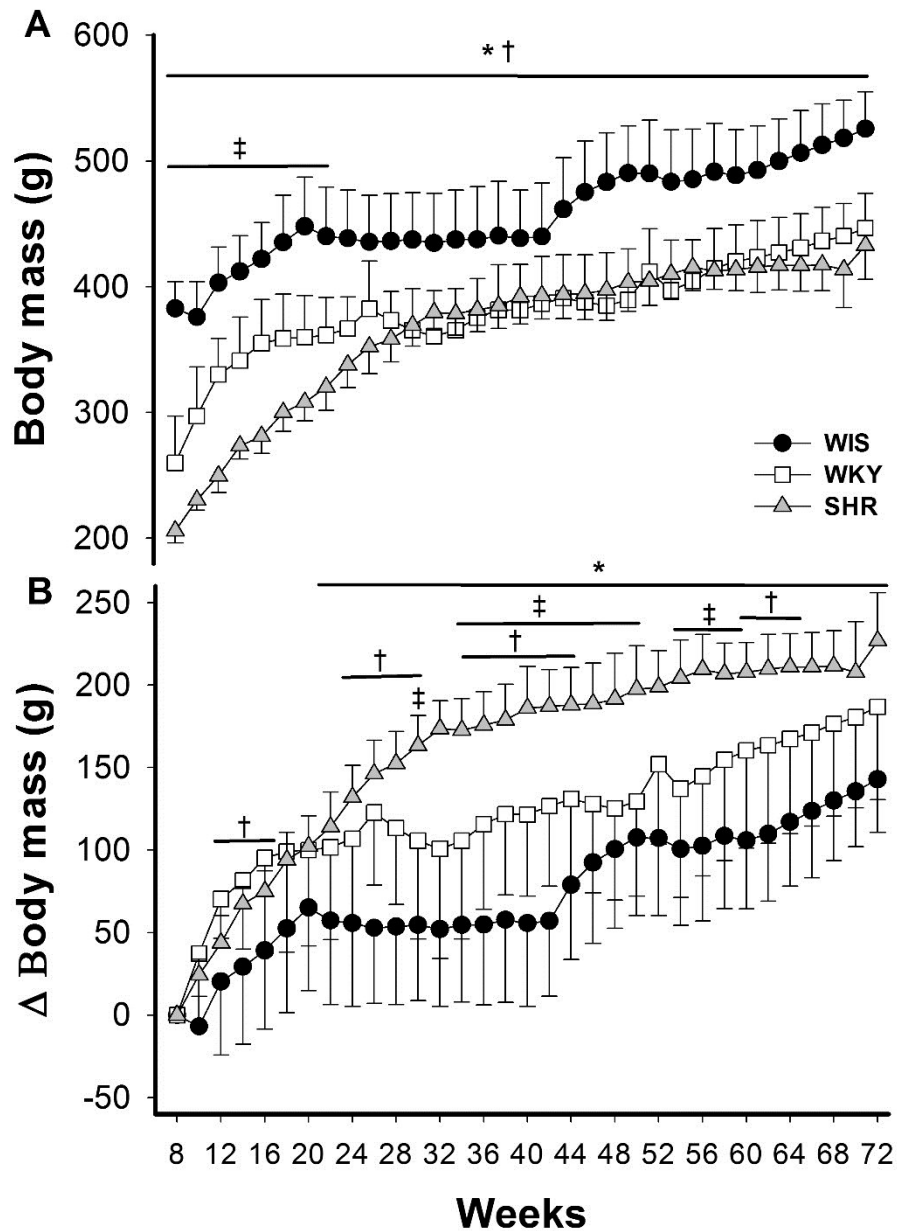 A
600
500
400
300
200
Body mass (g)
* †
‡
WIS
WKY
SHR
B
250
200
150
100
50
0
-50
Δ Body mass (g)
*
‡
†
‡
†
†
‡
†
8 12 16 20 24 28 32 36 40 44 48 52 56 60 64 68 72
Weeks